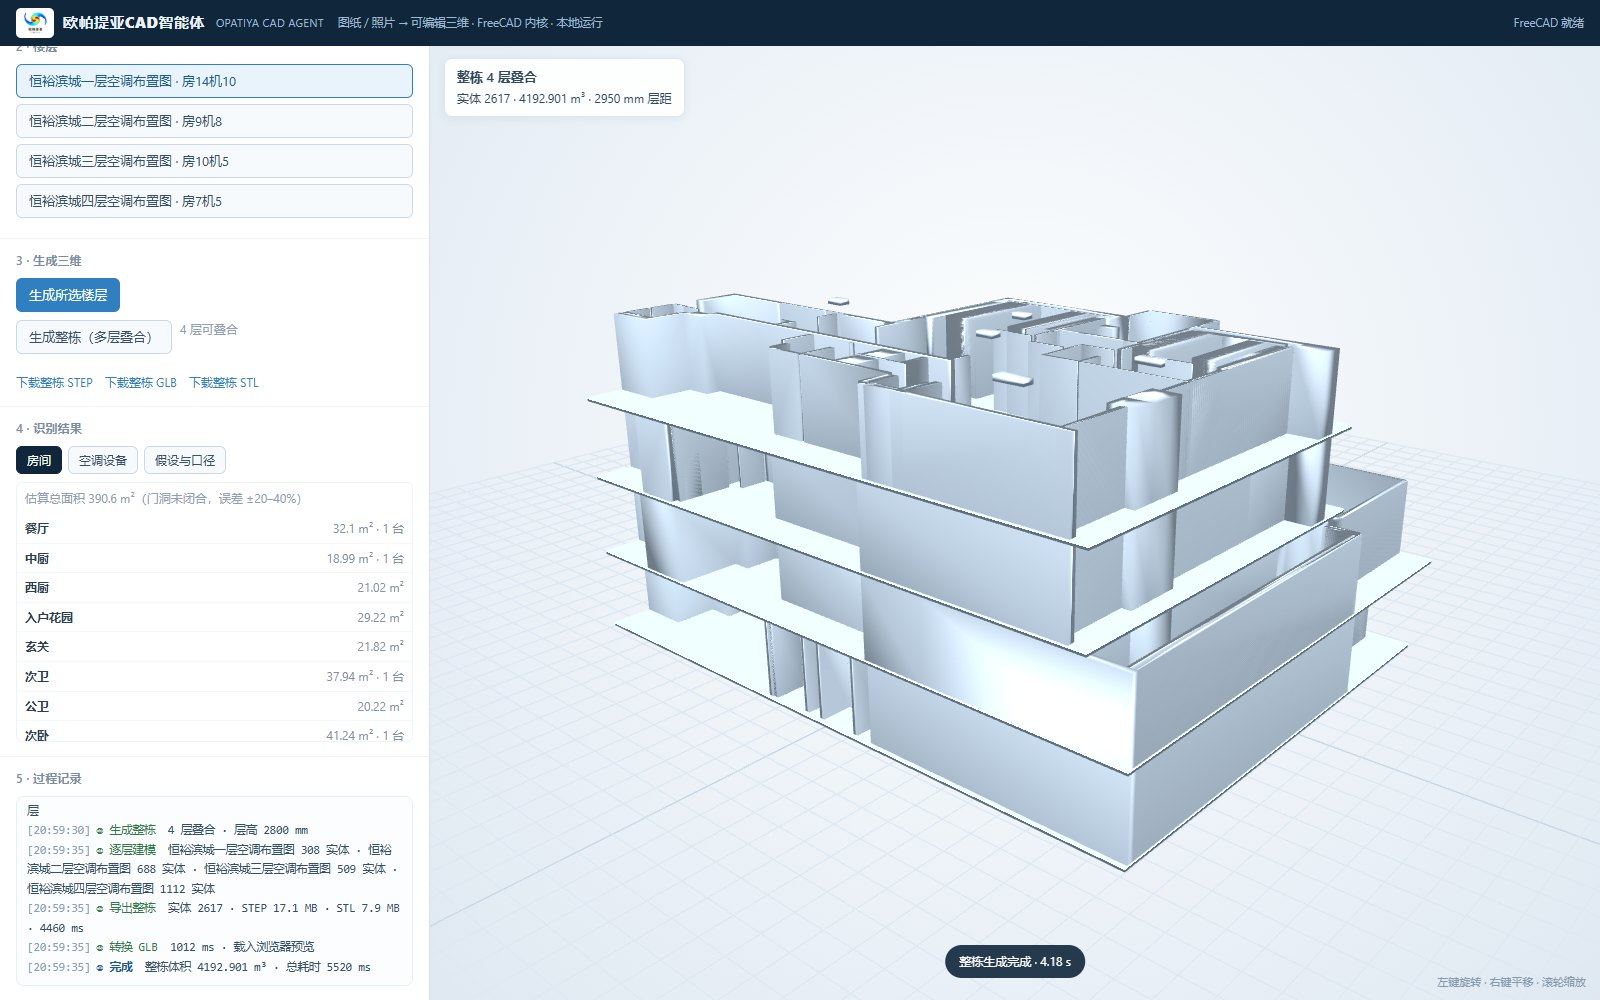 欧帕提亚CAD智能体 OPATIYA CAD AGENT 图纸 / 照片 → 可编辑三维 · FreeCAD 内核 · 本地运行 FreeCAD 就绪
2 · 楼层
恒裕滨城一层空调布置图 · 房14机10
恒裕滨城二层空调布置图 · 房9机8
恒裕滨城三层空调布置图 · 房10机5
恒裕滨城四层空调布置图 · 房7机5
3 · 生成三维
生成所选楼层
生成整栋（多层叠合） 4 层可叠合
下载整栋 STEP 下载整栋 GLB 下载整栋 STL
4 · 识别结果
房间 空调设备 假设与口径
估算总面积 390.6 m²（门洞未闭合，误差 ±20–40%）
餐厅 32.1 m² · 1 台
中厨 18.99 m² · 1 台
西厨 21.02 m²
入户花园 29.22 m²
玄关 21.82 m²
次卫 37.94 m² · 1 台
公卫 20.22 m²
次卧 41.24 m² · 1 台
5 · 过程记录
层
[20:59:30] 生成整栋 4 层叠合 · 层高 2800 mm
[20:59:35] 逐层建模 恒裕滨城一层空调布置图 308 实体 · 恒裕
滨城二层空调布置图 688 实体 · 恒裕滨城三层空调布置图 509 实体 ·
恒裕滨城四层空调布置图 1112 实体
[20:59:35] 导出整栋 实体 2617 · STEP 17.1 MB · STL 7.9 MB
· 4460 ms
[20:59:35] 转换 GLB 1012 ms · 载入浏览器预览
[20:59:35] 完成 整栋体积 4192.901 m³ · 总耗时 5520 ms
整栋 4 层叠合
实体 2617 · 4192.901 m³ · 2950 mm 层距
整栋生成完成 · 4.18 s
左键旋转 · 右键平移 · 滚轮缩放